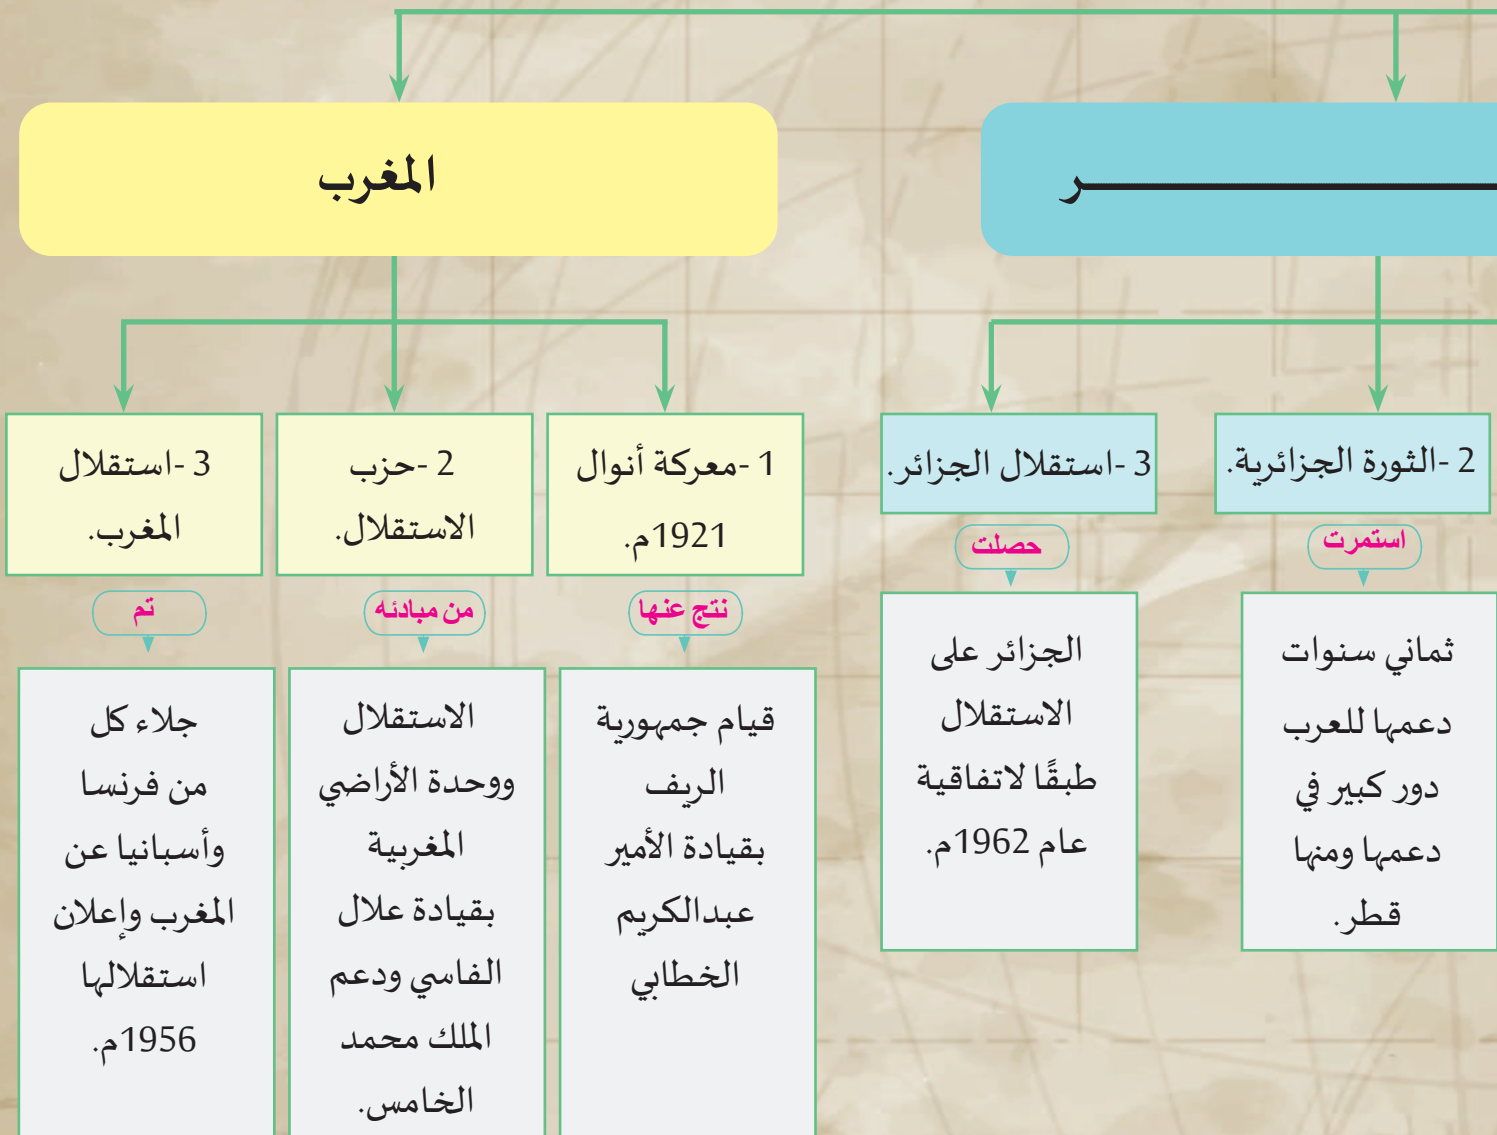 ـــــــــــــــــر
2 -الثورة الجزائرية.
استمرت
ثماني سنوات
دعمها للعرب
دور كبير في
دعمها ومنها
قطر.
3 -استقلال الجزائر.
حصلت
الجزائر على
الاستقلال
طبقًا لاتفاقية
عام 1962م.
المغرب
1 -معركة أنوال
1921م.
نتج عنها
قيام جمهورية
الريف
بقيادة الأمير
عبدالكريم
الخطابي
2 -حزب
الاستقلال.
من مبادئه
الاستقلال
ووحدة الأراضي
المغربية
بقيادة علال
الفاسي ودعم
الملك محمد
الخامس.
3 -استقلال
المغرب.
تم
جلاء كل
من فرنسا
وأسبانيا عن
المغرب وإعلان
استقلالها
1956م.